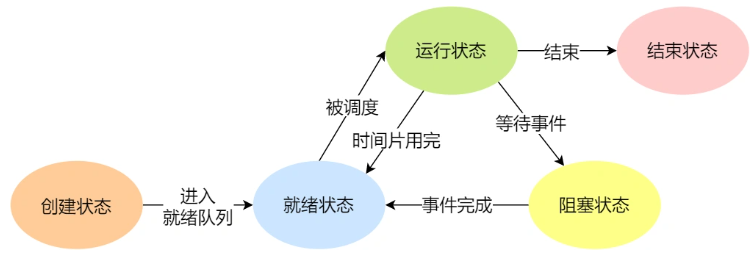 运行状态
结束
结束状态
被调度
时间片用完
等待事件
创建状态
进入
就绪队列
就绪状态
事件完成
阻塞状态